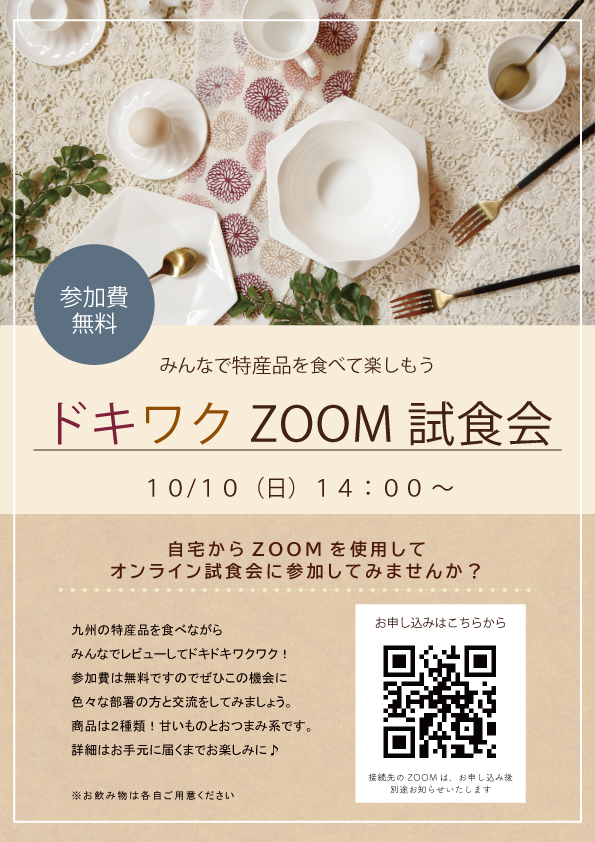 参加費
無料
みんなで特産品を食べて楽しもう
ドキワク ZOOM 試食会
10/10（日）14：00～
自宅からZOOMを使用して
オンライン試食会に参加してみませんか？
九州の特産品を食べながら
みんなでレビューしてドキドキワクワク！
参加費は無料ですのでぜひこの機会に
色々な部署の方と交流をしてみましょう。
商品は2種類！甘いものとおつまみ系です。
詳細はお手元に届くまでお楽しみに♪
※お飲み物は各自ご用意ください
お申し込みはこちらから
接続先のZOOMは、お申し込み後
別途お知らせいたします